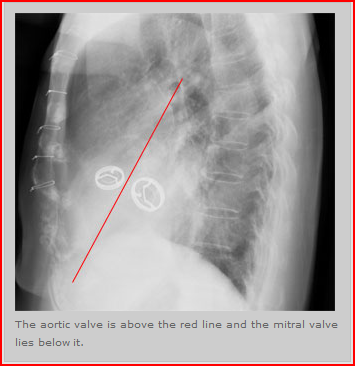 The aortic valve is above the red line and the mitral valve
lies below it.